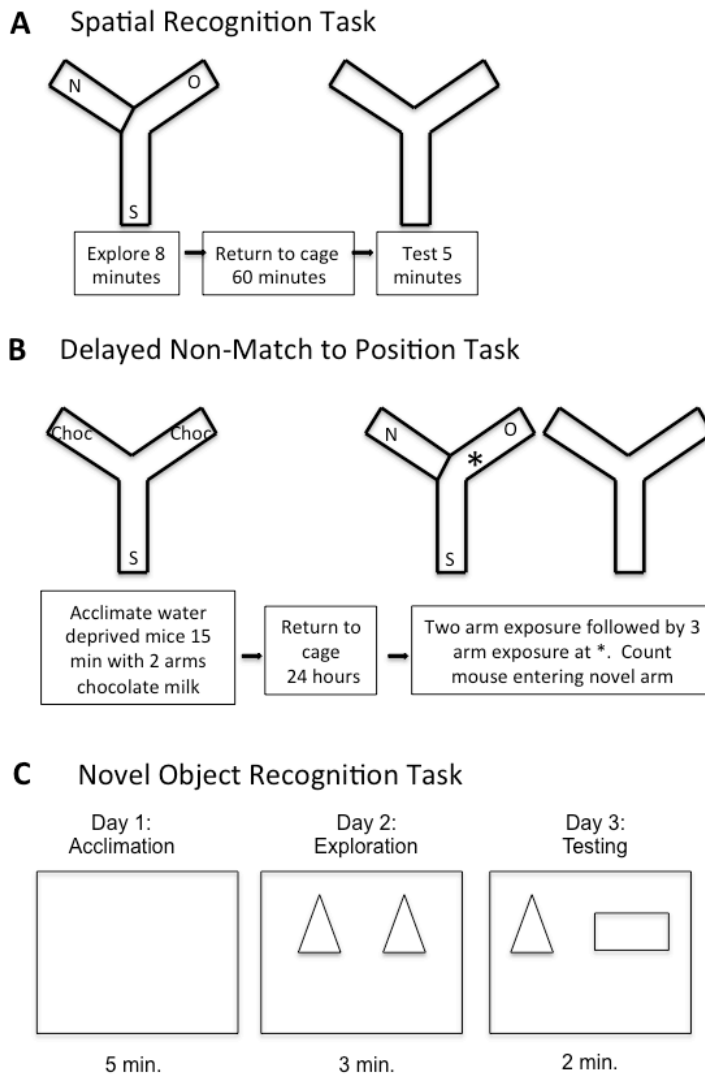 A Spatial Recognition Task
N
O
S
Explore 8
minutes
Return to cage
60 minutes
Test 5
minutes
B Delayed Non-Match to Position Task
Choc
Choc
S
N
O
*
S
Acclimate water
deprived mice 15
min with 2 arms
chocolate milk
Return to
cage
24 hours
Two arm exposure followed by 3
arm exposure at *. Count
mouse entering novel arm
C Novel Object Recognition Task
Day 1:
Acclimation
Day 2:
Exploration
Day 3:
Testing
5 min.
3 min.
2 min.